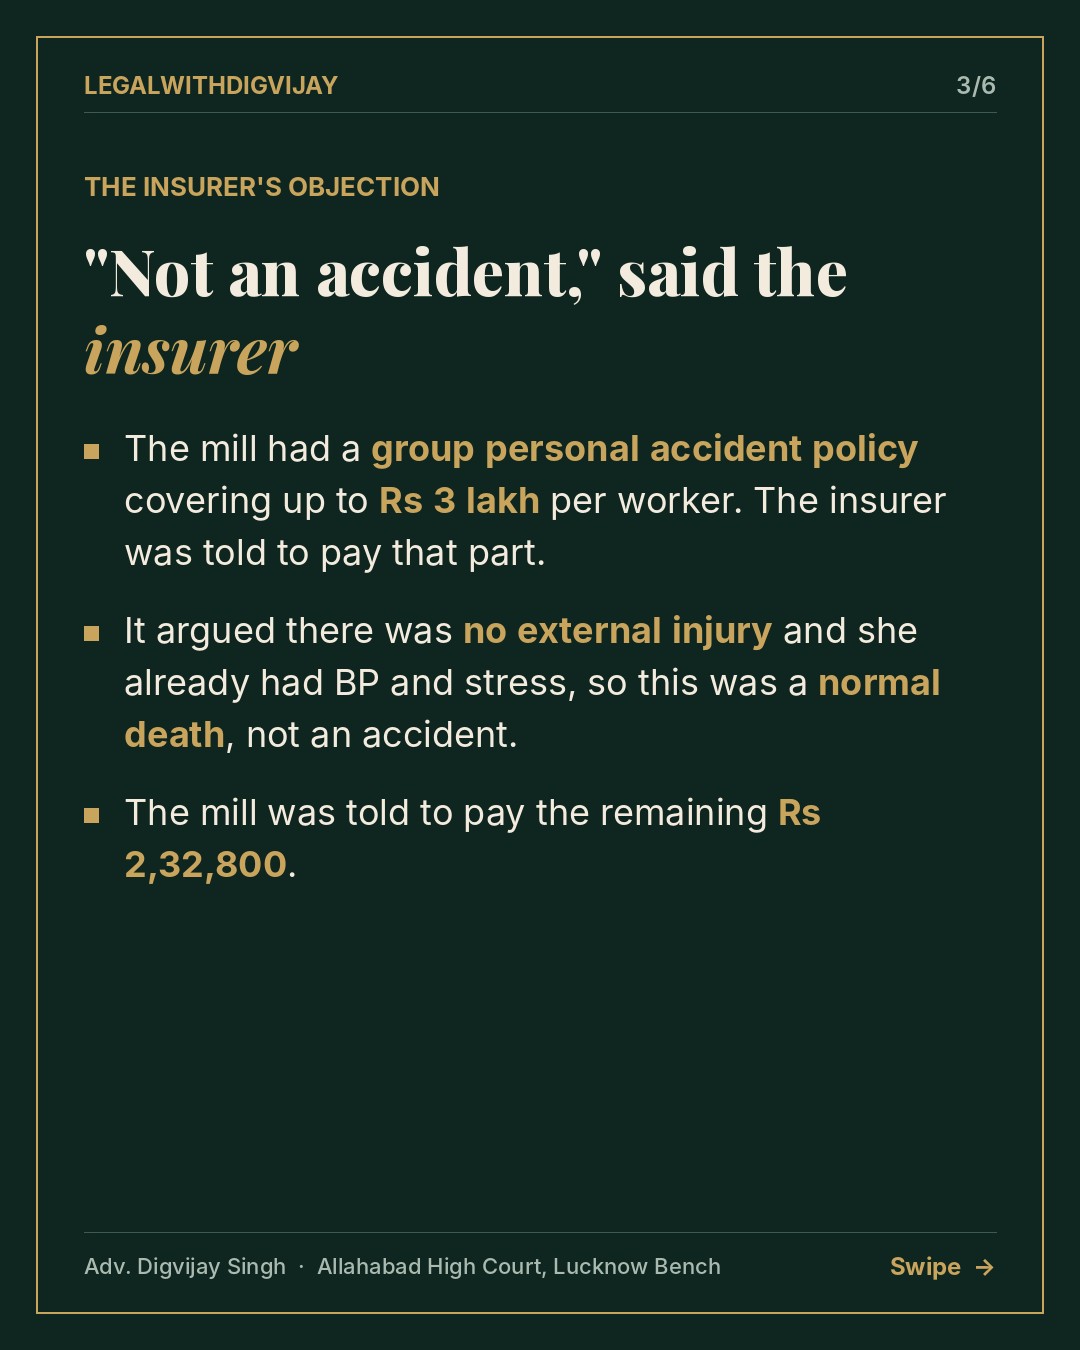 LEGALWITHDIGVIJAY
3/6
THE INSURER'S OBJECTION
"Not an accident," said the
insurer
The mill had a group personal accident policy
covering up to Rs 3 lakh per worker. The insurer
was told to pay that part.
It argued there was no external injury and she
already had BP and stress, so this was a normal
death, not an accident.
The mill was told to pay the remaining Rs
2,32,800.
Adv. Digvijay Singh · Allahabad High Court, Lucknow Bench
Swipe →